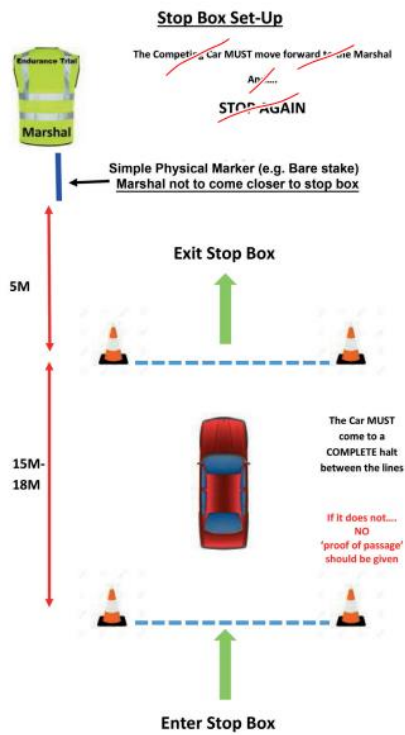 Stop Box Set-Up
The Competing Car MUST move forward to the Marshal
And....
STOP AGAIN
Endurance Trial
Marshal
Simple Physical Marker (e.g. Bare stake)
Marshal not to come closer to stop box
5M
Exit Stop Box
15M-
18M
The Car MUST
come to a
COMPLETE halt
between the lines
If it does not....
NO
'proof of passage'
should be given
Enter Stop Box